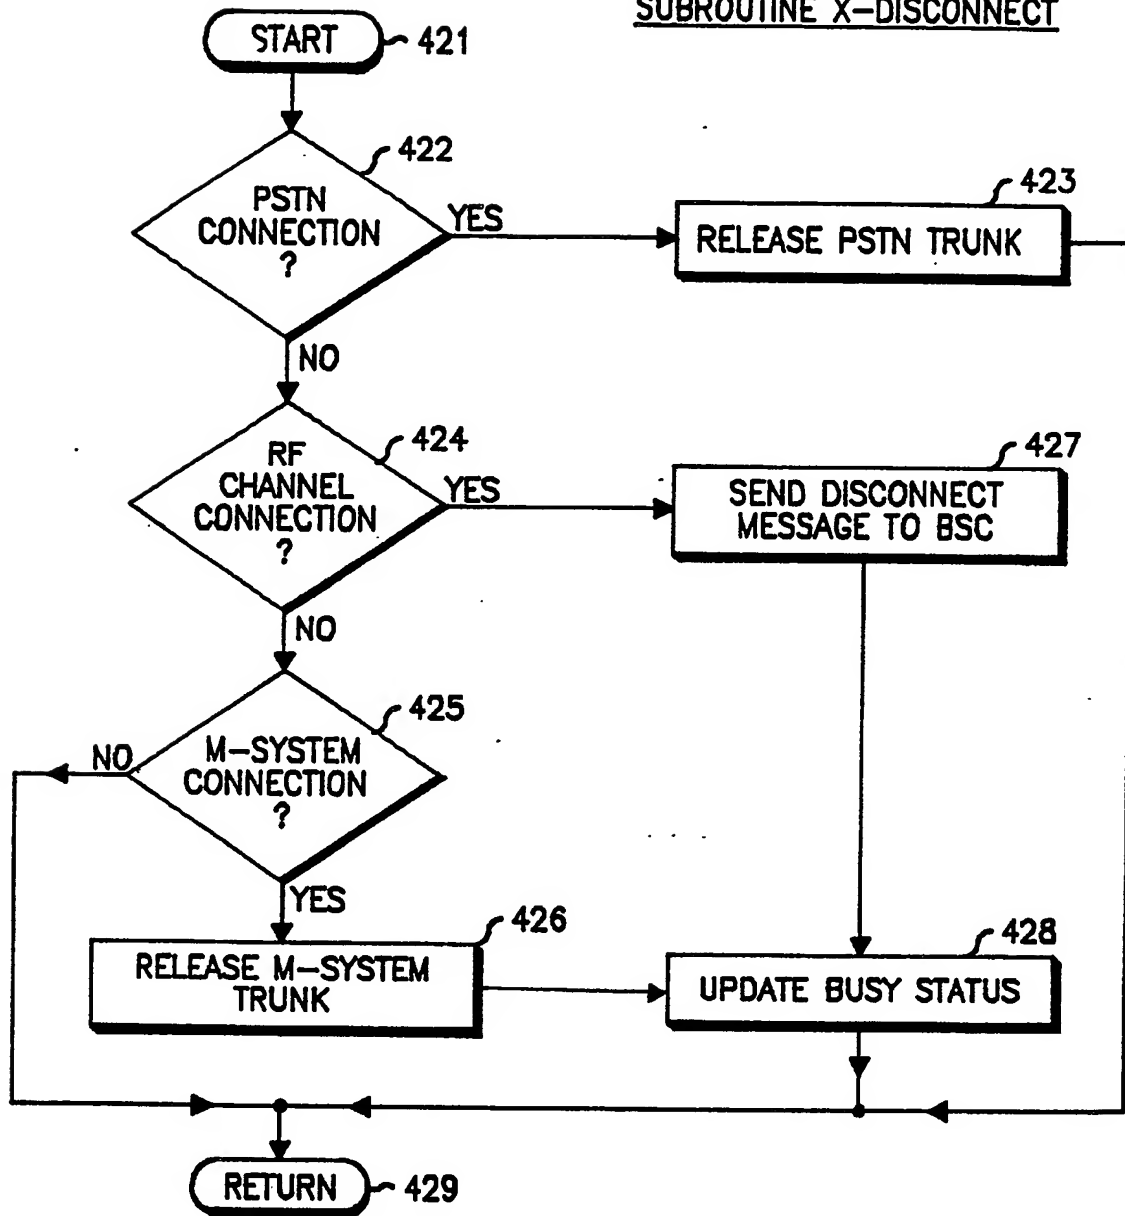 SUBROUTINE X-DISCONNECT
START
421
422
PSTN
CONNECTION
?
YES
423
RELEASE PSTN TRUNK
NO
424
RF
CHANNEL
CONNECTION
?
YES
427
SEND DISCONNECT
MESSAGE TO BSC
NO
425
M-SYSTEM
CONNECTION
?
NO
YES
426
RELEASE M-SYSTEM
TRUNK
428
UPDATE BUSY STATUS
RETURN
429